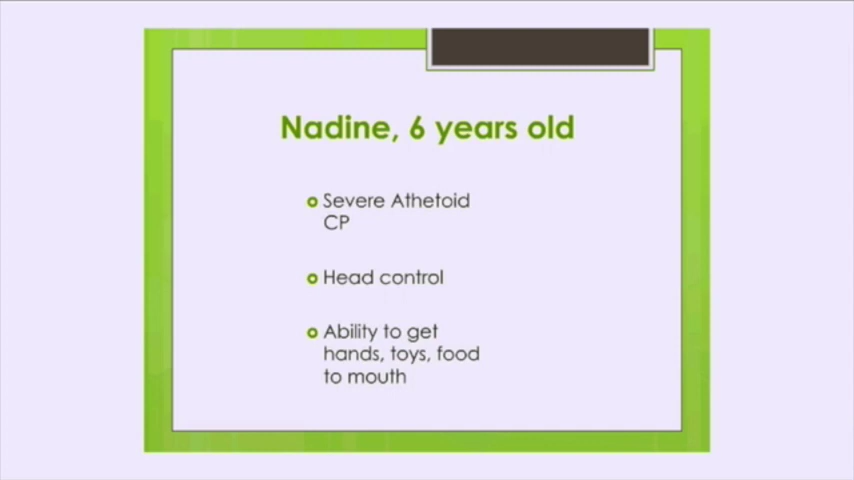 Nadine, 6 years old
Severe Athetoid
CP
Head control
Ability to get
hands, toys, food
to mouth